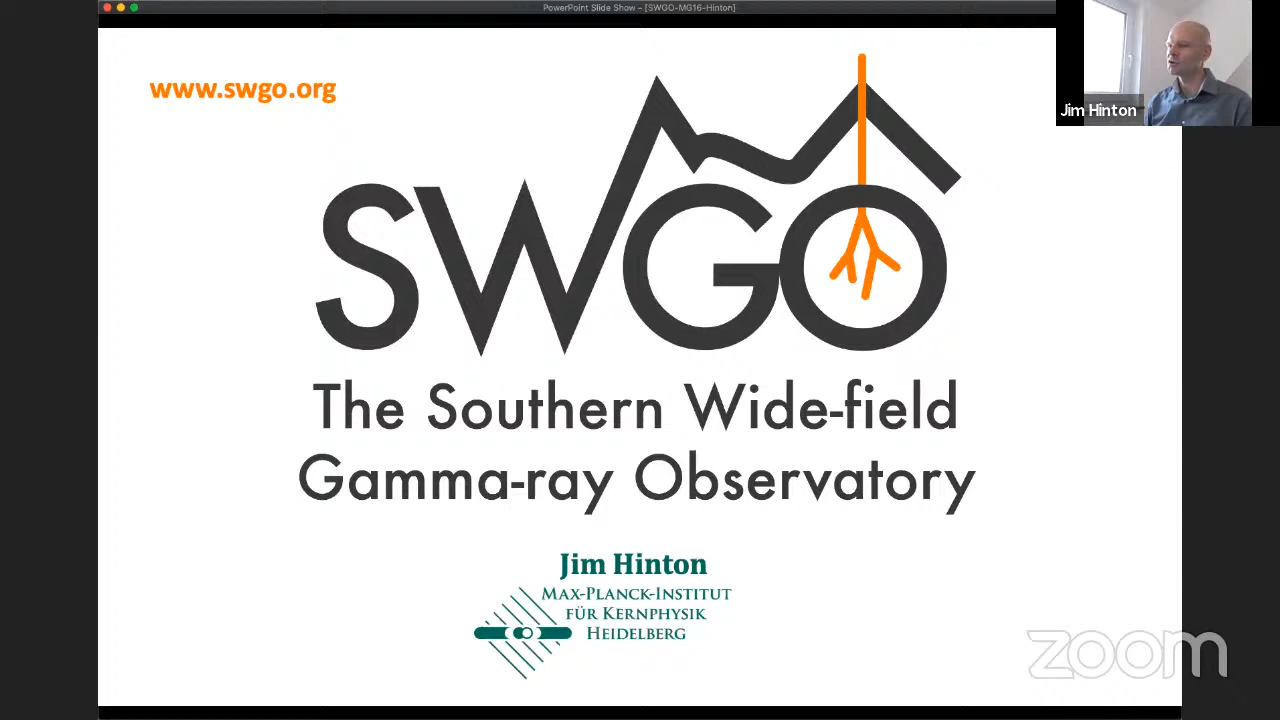 PowerPoint Slide Show – [SWGO-MG16-Hinton]
www.swgo.org
Jim Hinton
SWGO
The Southern Wide-field
Gamma-ray Observatory
Jim Hinton
MAX-PLANCK-INSTITUT
FÜR KERNPHYSIK
HEIDELBERG
zoom